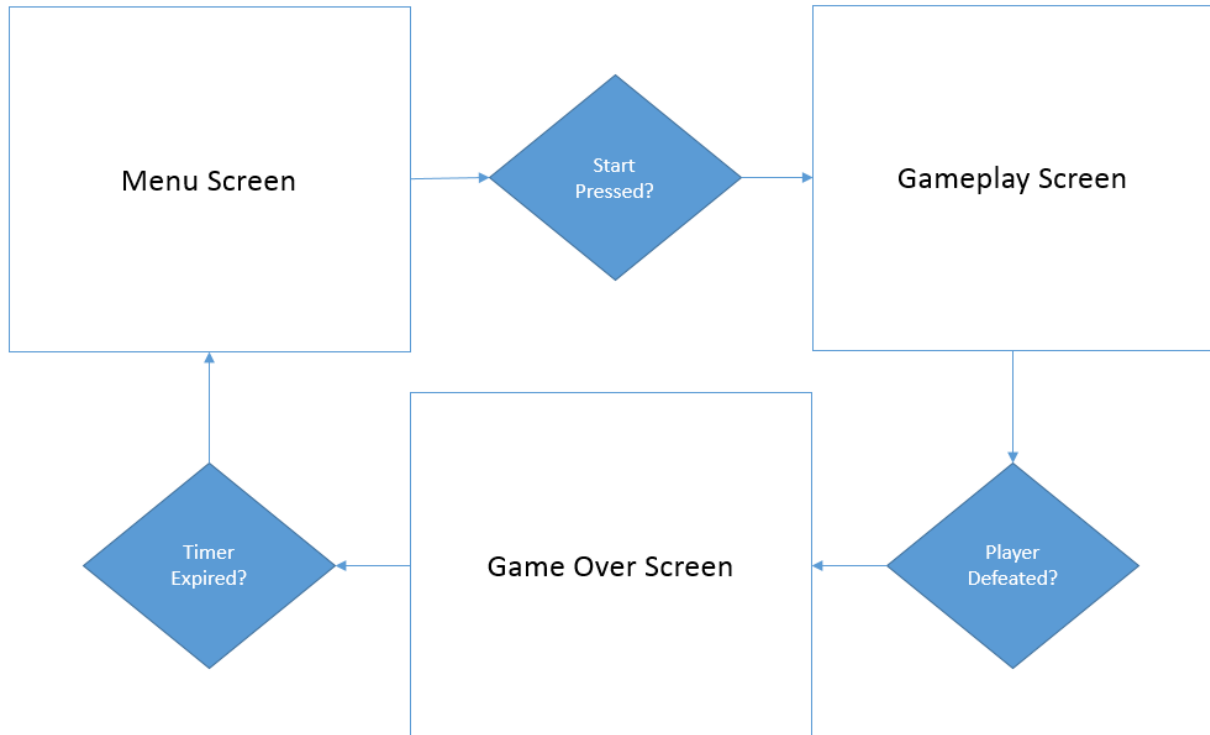 Menu Screen
Start
Pressed?
Gameplay Screen
Timer
Expired?
Game Over Screen
Player
Defeated?